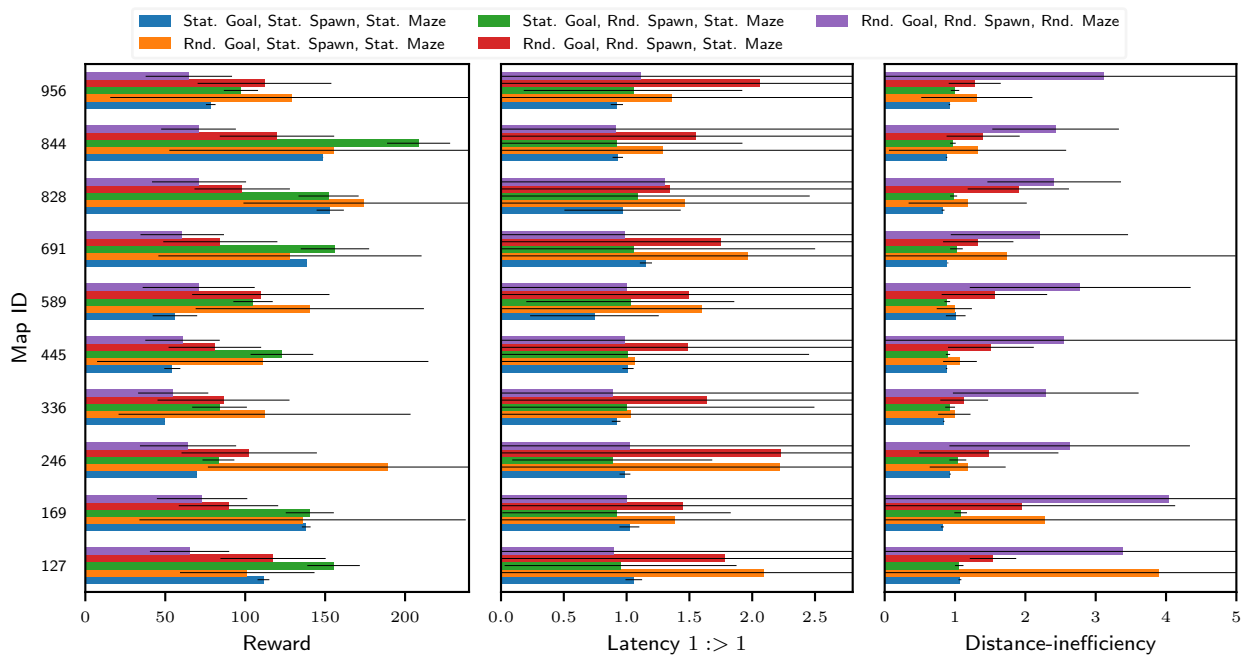 Stat. Goal, Stat. Spawn, Stat. Maze
Rnd. Goal, Stat. Spawn, Stat. Maze
Stat. Goal, Rnd. Spawn, Stat. Maze
Rnd. Goal, Rnd. Spawn, Stat. Maze
Rnd. Goal, Rnd. Spawn, Rnd. Maze
Map ID
956
844
828
691
589
445
336
246
169
127
0 50 100 150 200
Reward
0.0 0.5 1.0 1.5 2.0 2.5
Latency 1 :> 1
0 1 2 3 4 5
Distance-inefficiency